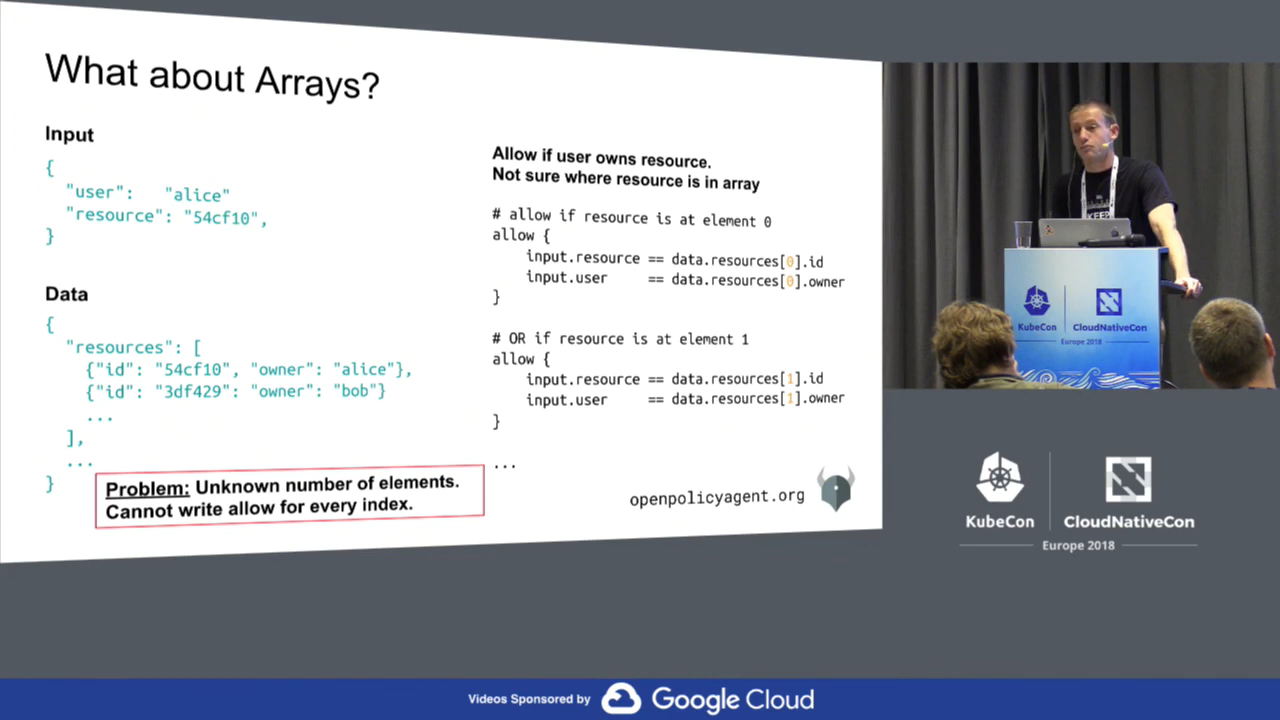 What about Arrays?
Input
{
"user": "alice"
"resource": "54cf10",
}
Data
{
"resources": [
{"id": "54cf10", "owner": "alice"},
{"id": "3df429": "owner": "bob"}
...
],
...
}
Problem: Unknown number of elements.
Cannot write allow for every index.
Allow if user owns resource.
Not sure where resource is in array
# allow if resource is at element 0
allow {
input.resource == data.resources[0].id
input.user == data.resources[0].owner
}
# OR if resource is at element 1
allow {
input.resource == data.resources[1].id
input.user == data.resources[1].owner
}
...
openpolicyagent.org
KubeCon
CloudNativeCon
Europe 2018
KubeCon
CloudNativeCon
Europe 2018
Videos Sponsored by Google Cloud